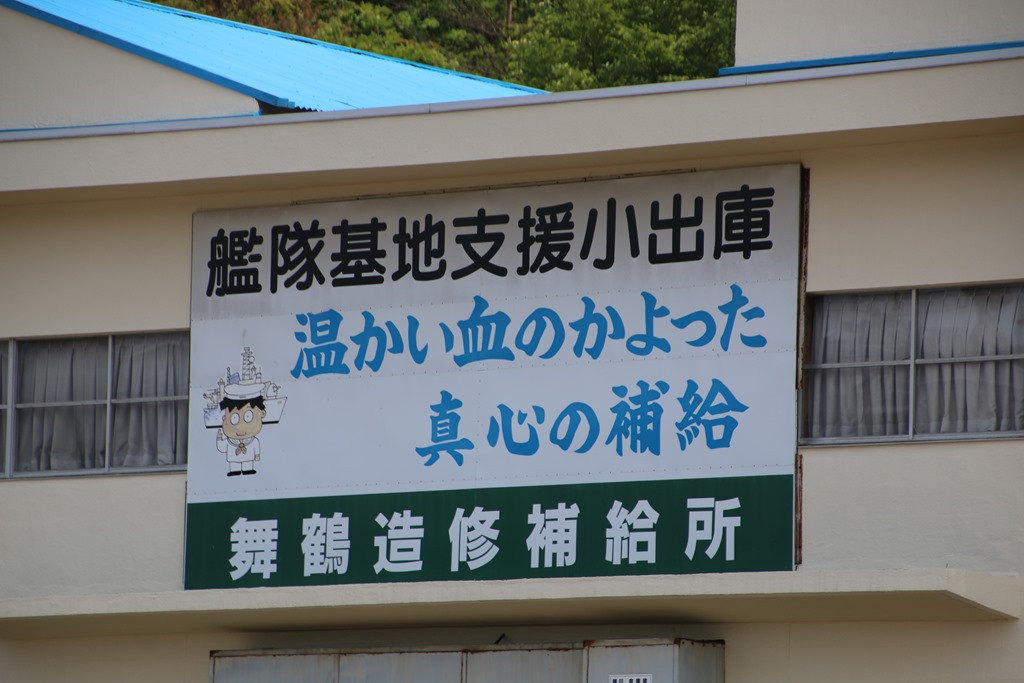 艦隊基地支援小出庫
温かい血のかよった
真心の補給
舞鶴造修補給所